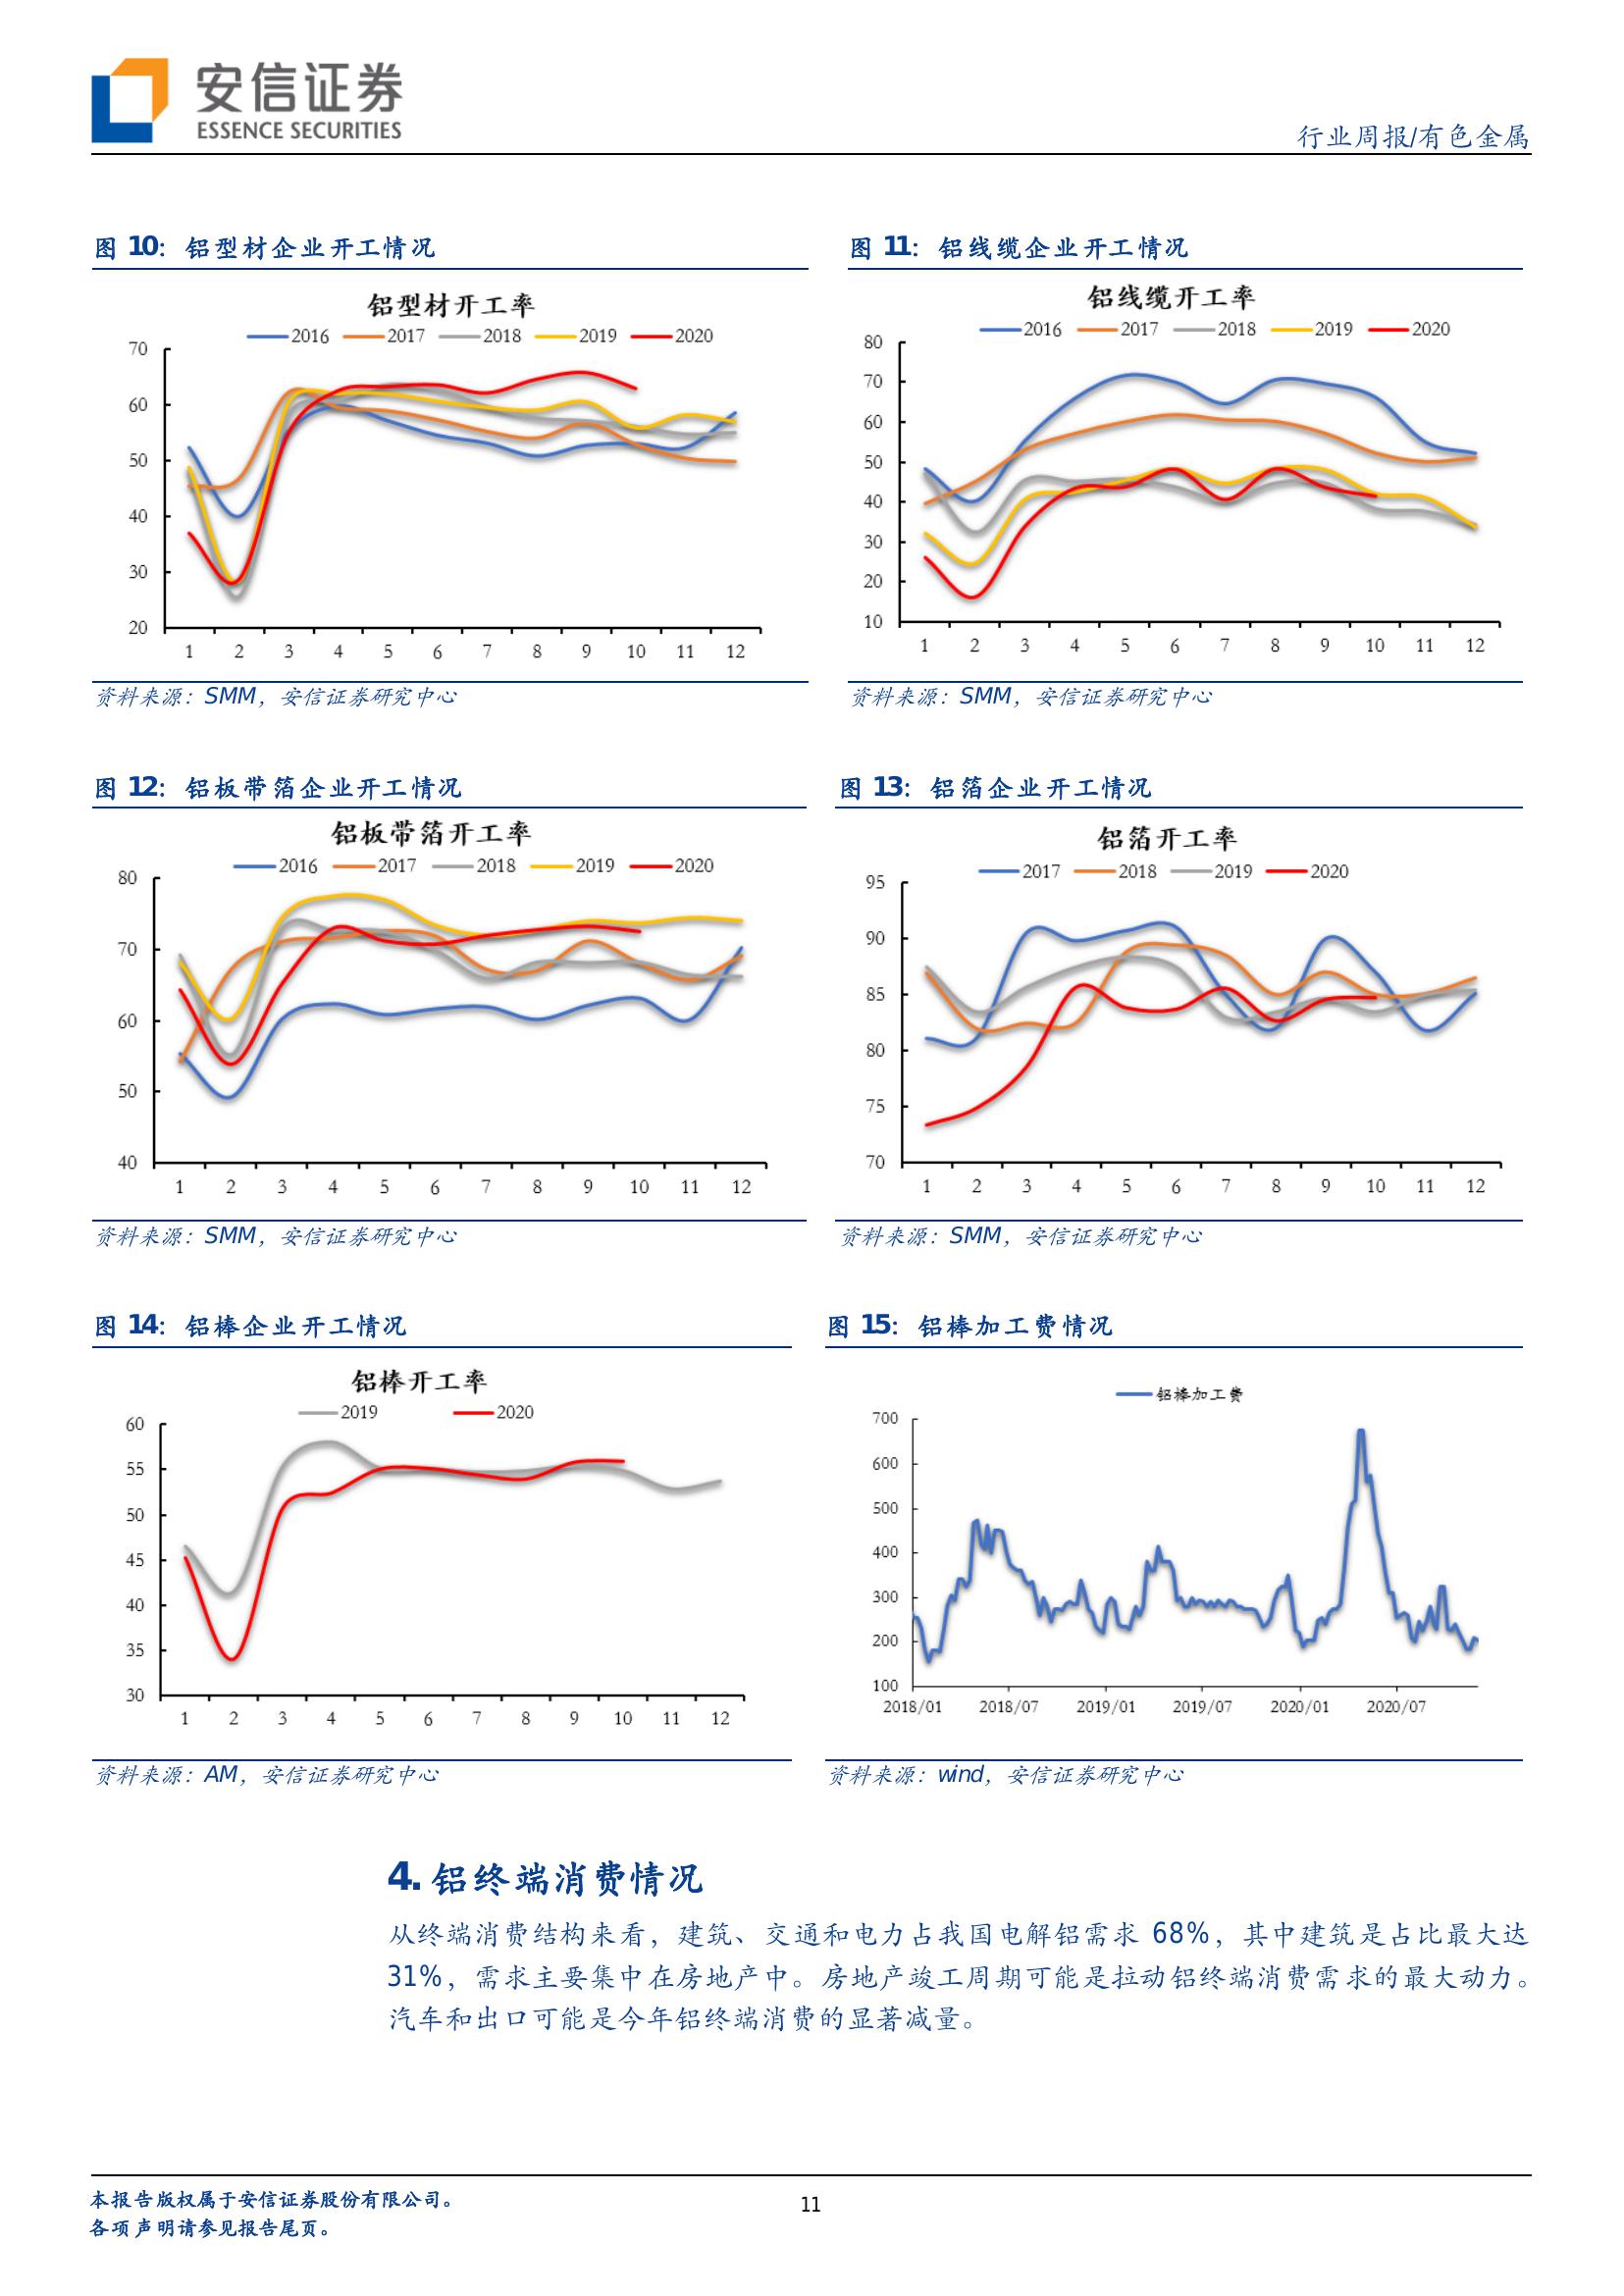 安信证券
ESSENCE SECURITIES
行业周报/有色金属
图 10：铝型材企业开工情况
铝型材开工率
2016 2017 2018 2019 2020
70
60
50
40
30
20
1 2 3 4 5 6 7 8 9 10 11 12
资料来源：SMM，安信证券研究中心
图 11：铝线缆企业开工情况
铝线缆开工率
2016 2017 2018 2019 2020
80
70
60
50
40
30
20
10
1 2 3 4 5 6 7 8 9 10 11 12
资料来源：SMM，安信证券研究中心
图 12：铝板带箔企业开工情况
铝板带箔开工率
2016 2017 2018 2019 2020
80
70
60
50
40
1 2 3 4 5 6 7 8 9 10 11 12
资料来源：SMM，安信证券研究中心
图 13：铝箔企业开工情况
铝箔开工率
2017 2018 2019 2020
95
90
85
80
75
70
1 2 3 4 5 6 7 8 9 10 11 12
资料来源：SMM，安信证券研究中心
图 14：铝棒企业开工情况
铝棒开工率
2019 2020
60
55
50
45
40
35
30
1 2 3 4 5 6 7 8 9 10 11 12
资料来源：AM，安信证券研究中心
图 15：铝棒加工费情况
铝棒加工费
700
600
500
400
300
200
100
2018/01 2018/07 2019/01 2019/07 2020/01 2020/07
资料来源：wind，安信证券研究中心
4. 铝终端消费情况
从终端消费结构来看，建筑、交通和电力占我国电解铝需求 68%，其中建筑是占比最大达
31%，需求主要集中在房地产中。房地产竣工周期可能是拉动铝终端消费需求的最大动力。
汽车和出口可能是今年铝终端消费的显著减量。
本报告版权属于安信证券股份有限公司。
各项声明请参见报告尾页。
11